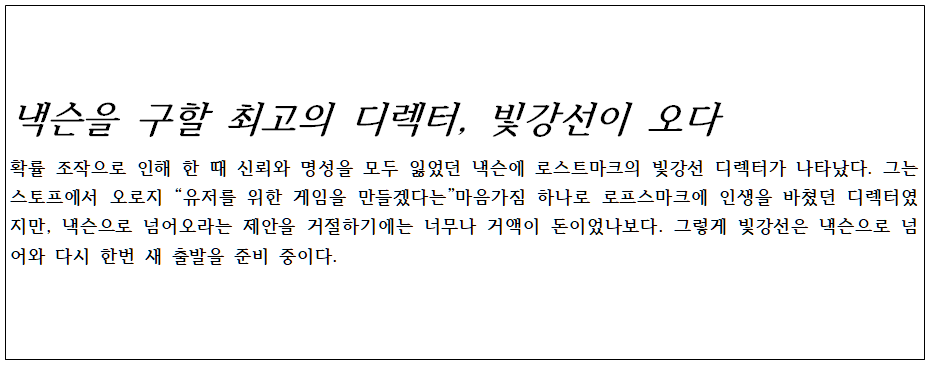 낵슨을 구할 최고의 디렉터, 빛강선이 오다
확률 조작으로 인해 한 때 신뢰와 명성을 모두 잃었던 낵슨에 로스트마크의 빛강선 디렉터가 나타났다. 그는
스토프에서 오로지 “유저를 위한 게임을 만들겠다는”마음가짐 하나로 로프스마크에 인생을 바쳤던 디렉터였
지만, 낵슨으로 넘어오라는 제안을 거절하기에는 너무나 거액이 돈이었나보다. 그렇게 빛강선은 낵슨으로 넘
어와 다시 한번 새 출발을 준비 중이다.